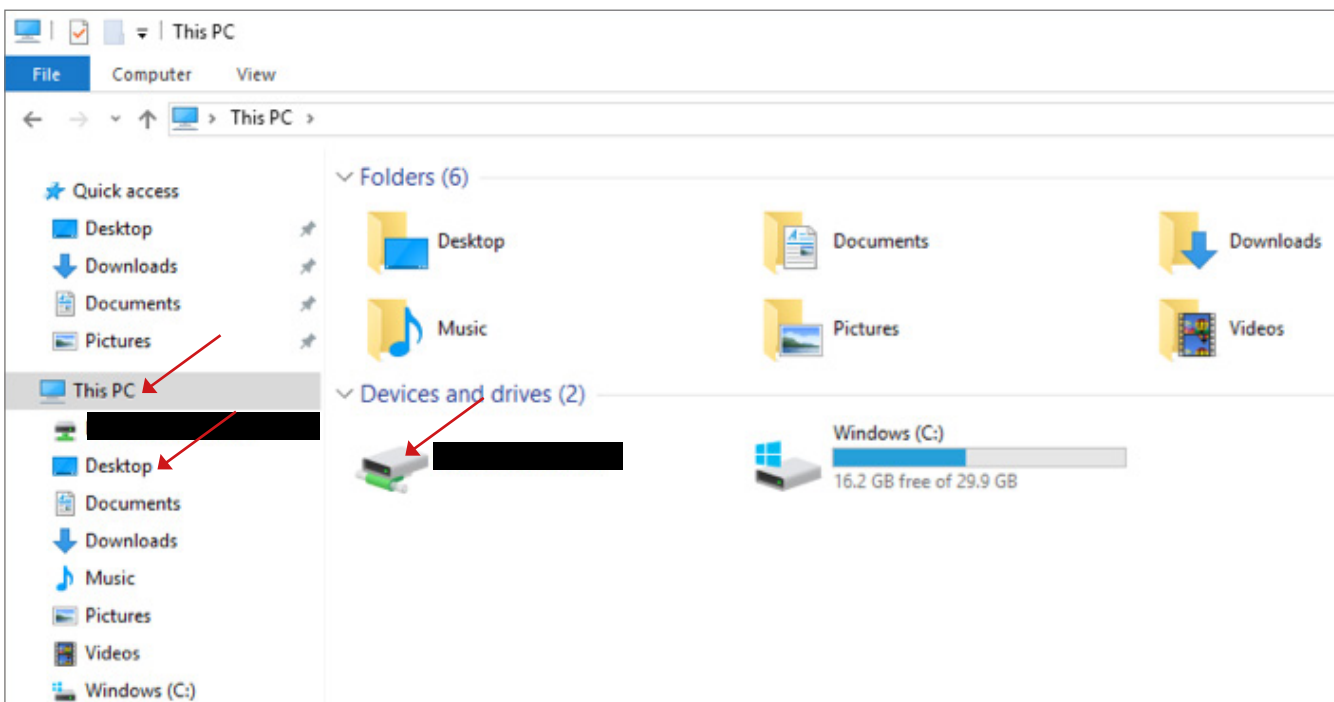 This PC
File Computer View
This PC
Quick access
Desktop
Downloads
Documents
Pictures
This PC
Desktop
Documents
Downloads
Music
Pictures
Videos
Windows (C:)
Folders (6)
Desktop
Documents
Downloads
Music
Pictures
Videos
Devices and drives (2)
Windows (C:)
16.2 GB free of 29.9 GB